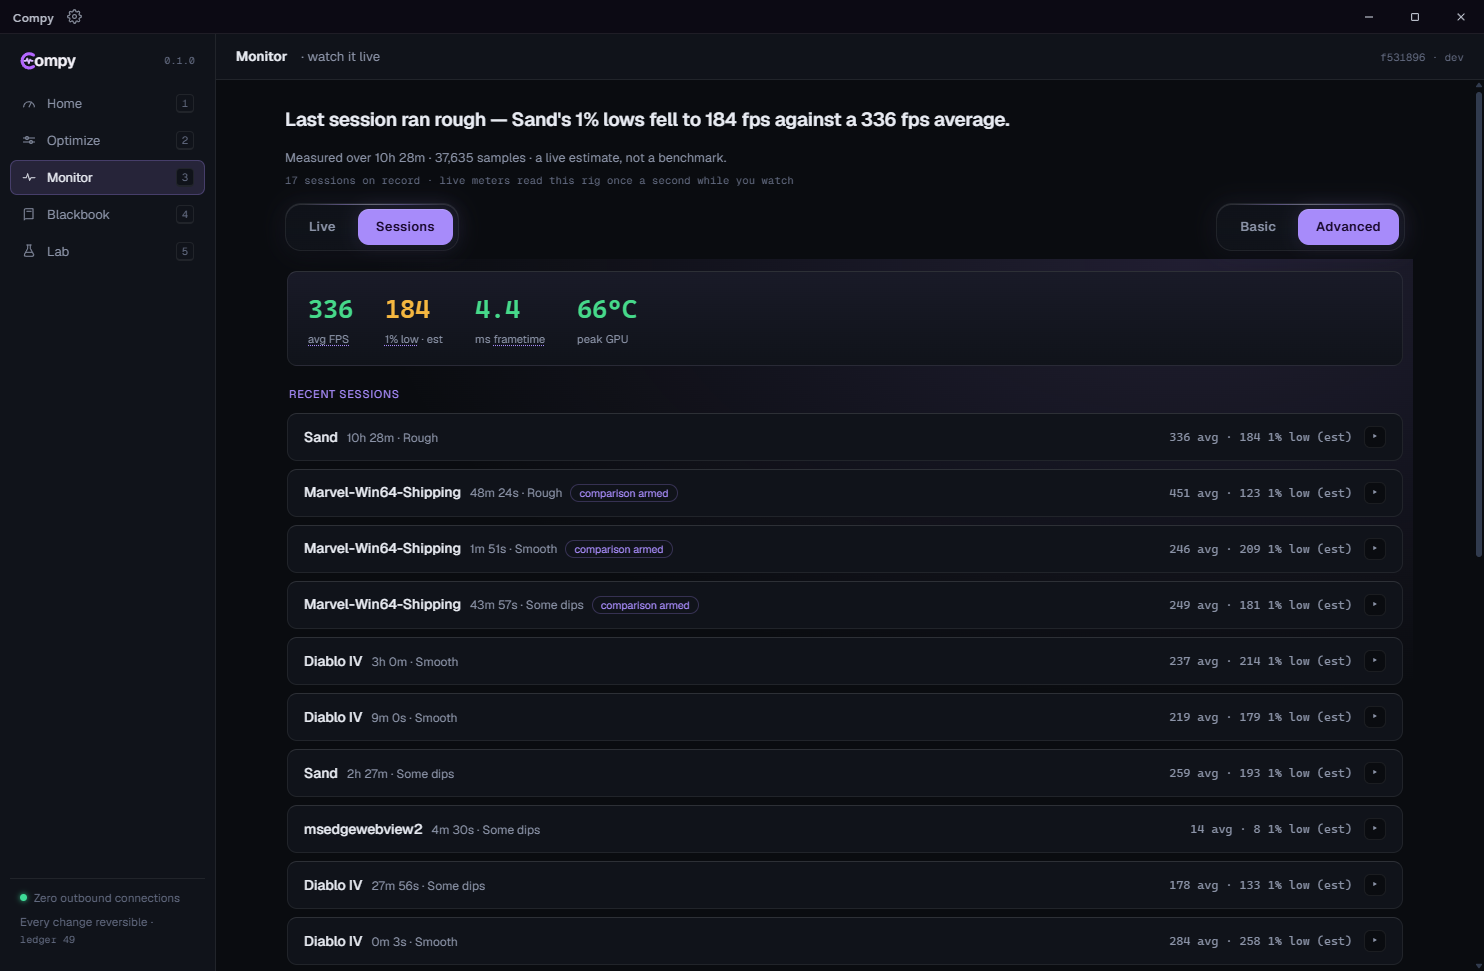 Compy
Compy 0.1.0
Home 1
Optimize 2
Monitor 3
Blackbook 4
Lab 5
Zero outbound connections
Every change reversible ·
ledger 49
Monitor · watch it live
f531896 · dev
Last session ran rough — Sand's 1% lows fell to 184 fps against a 336 fps average.
Measured over 10h 28m · 37,635 samples · a live estimate, not a benchmark.
17 sessions on record · live meters read this rig once a second while you watch
Live Sessions
Basic Advanced
336 184 4.4 66°C
avg FPS 1% low · est ms frametime peak GPU
RECENT SESSIONS
Sand 10h 28m · Rough 336 avg · 184 1% low (est)
Marvel-Win64-Shipping 48m 24s · Rough comparison armed 451 avg · 123 1% low (est)
Marvel-Win64-Shipping 1m 51s · Smooth comparison armed 246 avg · 209 1% low (est)
Marvel-Win64-Shipping 43m 57s · Some dips comparison armed 249 avg · 181 1% low (est)
Diablo IV 3h 0m · Smooth 237 avg · 214 1% low (est)
Diablo IV 9m 0s · Smooth 219 avg · 179 1% low (est)
Sand 2h 27m · Some dips 259 avg · 193 1% low (est)
msedgewebview2 4m 30s · Some dips 14 avg · 8 1% low (est)
Diablo IV 27m 56s · Some dips 178 avg · 133 1% low (est)
Diablo IV 0m 3s · Smooth 284 avg · 258 1% low (est)